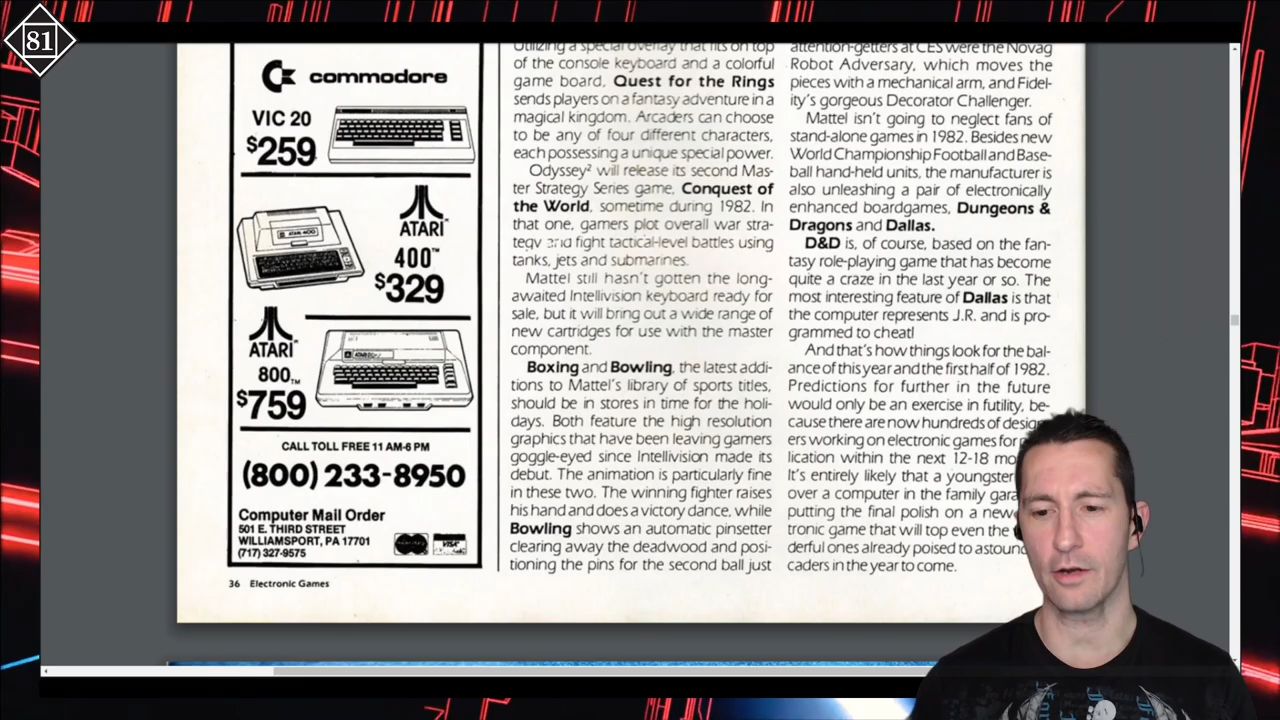 81
commodore
VIC 20
$259
ATARI™
400™
$329
ATARI™
800™
$759
CALL TOLL FREE 11 AM-6 PM
(800) 233-8950
Computer Mail Order
501 E. THIRD STREET
WILLIAMSPORT, PA 17701
(717) 327-9575
VISA
36 Electronic Games
Utilizing a special overlay that fits on top
of the console keyboard and a colorful
game board, Quest for the Rings
sends players on a fantasy adventure in a
magical kingdom. Arcaders can choose
to be any of four different characters,
each possessing a unique special power.
Odyssey² will release its second Mas-
ter Strategy Series game, Conquest of
the World, sometime during 1982. In
that one, gamers plot overall war stra-
tegy and fight tactical-level battles using
tanks, jets and submarines.
Mattel still hasn't gotten the long-
awaited Intellivision keyboard ready for
sale, but it will bring out a wide range of
new cartridges for use with the master
component.
Boxing and Bowling, the latest addi-
tions to Mattel's library of sports titles,
should be in stores in time for the holi-
days. Both feature the high resolution
graphics that have been leaving gamers
goggle-eyed since Intellivision made its
debut. The animation is particularly fine
in these two. The winning fighter raises
his hand and does a victory dance, while
Bowling shows an automatic pinsetter
clearing away the deadwood and posi-
tioning the pins for the second ball just
attention-getters at CES were the Novag
Robot Adversary, which moves the
pieces with a mechanical arm, and Fidel-
ity's gorgeous Decorator Challenger.
Mattel isn't going to neglect fans of
stand-alone games in 1982. Besides new
World Championship Football and Base-
ball hand-held units, the manufacturer is
also unleashing a pair of electronically
enhanced boardgames, Dungeons &
Dragons and Dallas.
D&D is, of course, based on the fan-
tasy role-playing game that has become
quite a craze in the last year or so. The
most interesting feature of Dallas is that
the computer represents J.R. and is pro-
grammed to cheat!
And that's how things look for the bal-
ance of this year and the first half of 1982.
Predictions for further in the future
would only be an exercise in futility, be-
cause there are now hundreds of design-
ers working on electronic games for
lication within the next 12-18
It's entirely likely that a youngster
over a computer in the family
putting the final polish on a
tronic game that will top even the
derful ones already poised to
caders in the year to come.